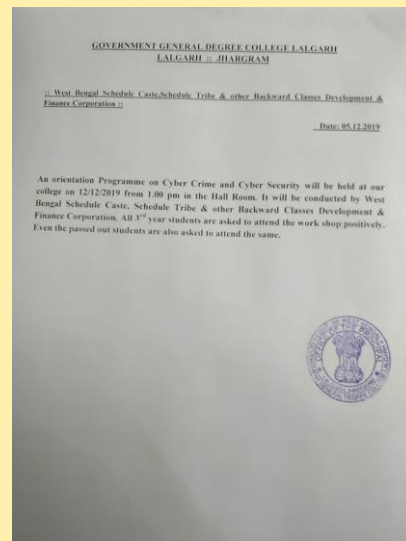 GOVERNMENT GENERAL DEGREE COLLEGE LALGARH
LALGARH :: JHARGRAM
:: West Bengal Schedule Caste,Schedule Tribe & other Backward Classes Development &
Finance Corporation ::
Date: 05.12.2019
An orientation Programme on Cyber Crime and Cyber Security will be held at our
college on 12/12/2019 from 1.00 pm in the Hall Room. It will be conducted by West
Bengal Schedule Caste, Schedule Tribe & other Backward Classes Development &
Finance Corporation. All 3rd year students are asked to attend the work shop positively.
Even the passed out students are also asked to attend the same.
OFFICE OF THE PRINCIPAL